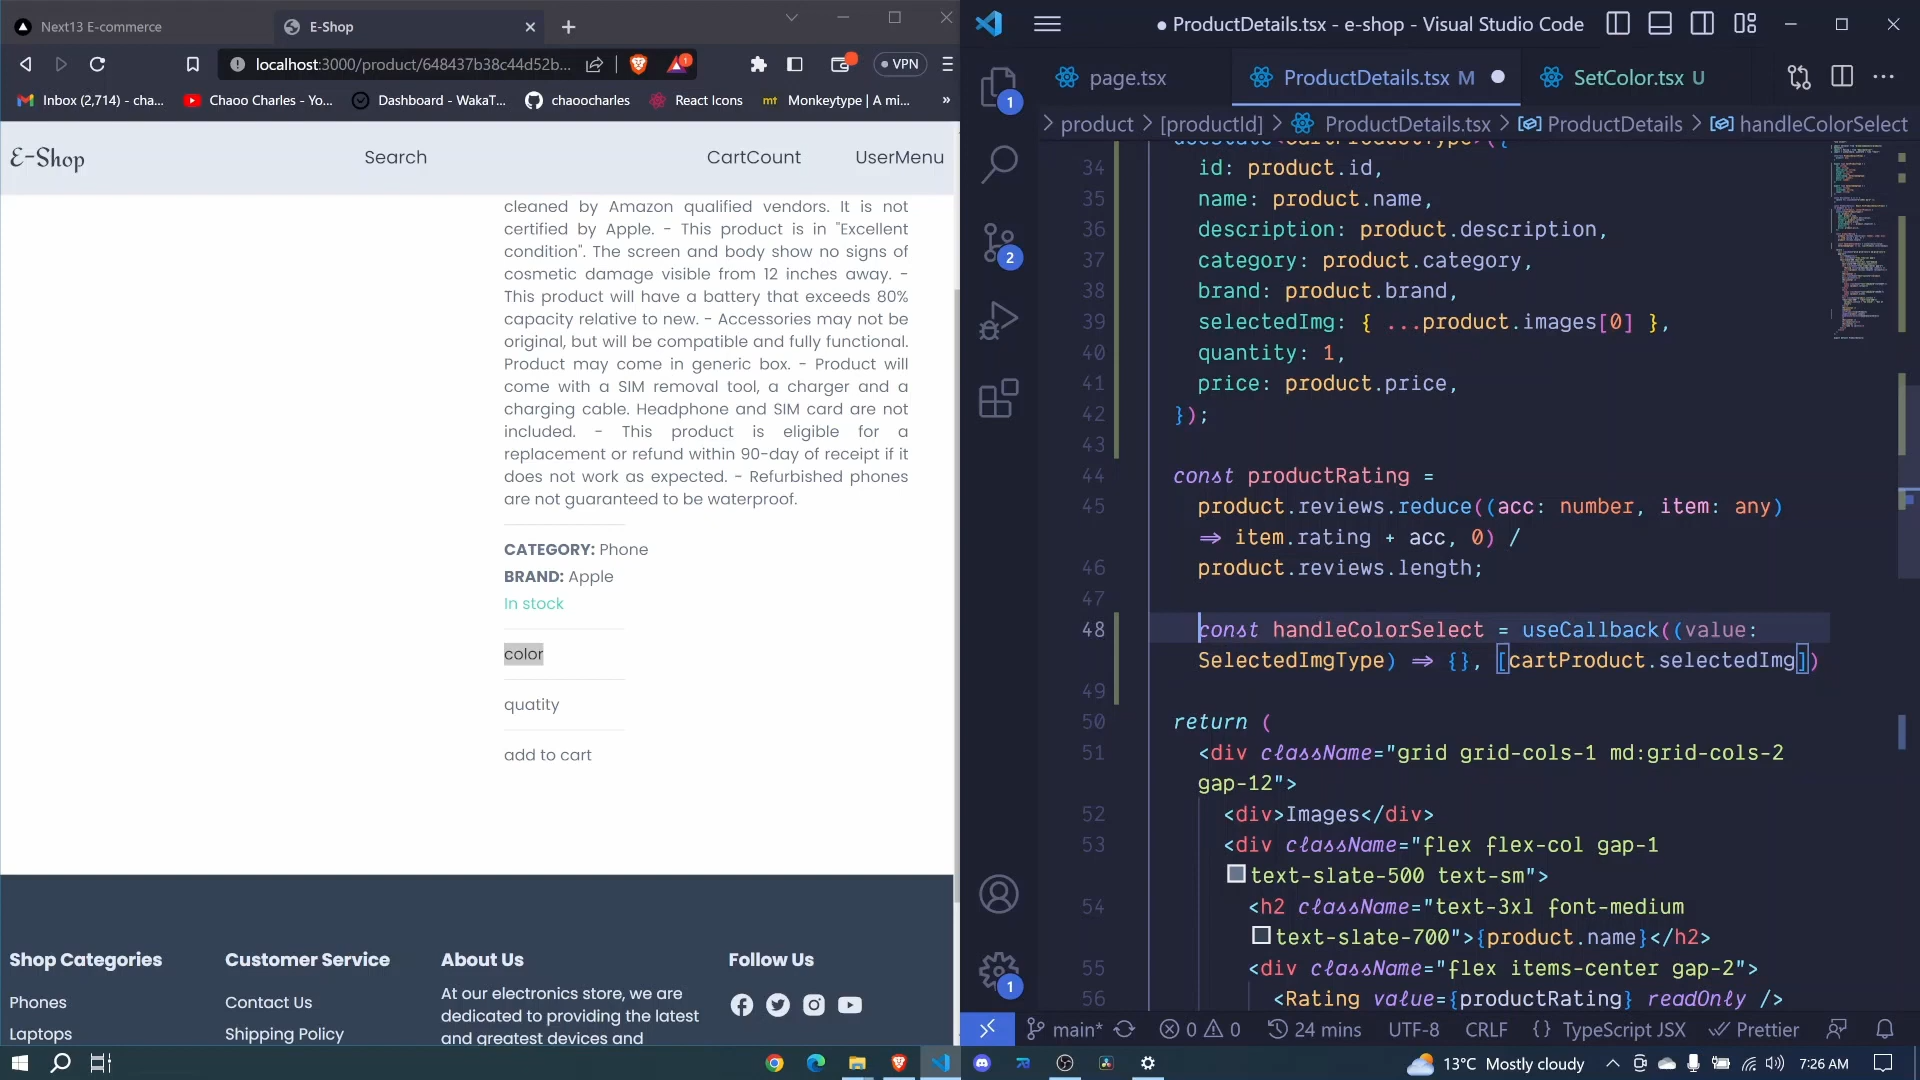 Next13 E-commerce
E-Shop
localhost:3000/product/648437b38c44d52b...
1
VPN
Inbox (2,714) - cha...
Chaoo Charles - Yo...
Dashboard - WakaT...
chaoocharles
React Icons
mt Monkeytype | A mi...
»
E-Shop
Search
CartCount
UserMenu
cleaned by Amazon qualified vendors. It is not
certified by Apple. - This product is in "Excellent
condition". The screen and body show no signs of
cosmetic damage visible from 12 inches away. -
This product will have a battery that exceeds 80%
capacity relative to new. - Accessories may not be
original, but will be compatible and fully functional.
Product may come in generic box. - Product will
come with a SIM removal tool, a charger and a
charging cable. Headphone and SIM card are not
included. - This product is eligible for a
replacement or refund within 90-day of receipt if it
does not work as expected. - Refurbished phones
are not guaranteed to be waterproof.
CATEGORY: Phone
BRAND: Apple
In stock
color
quatity
add to cart
Shop Categories
Phones
Laptops
Customer Service
Contact Us
Shipping Policy
About Us
At our electronics store, we are
dedicated to providing the latest
and greatest devices and
Follow Us
● ProductDetails.tsx - e-shop - Visual Studio Code
page.tsx
ProductDetails.tsx M
SetColor.tsx U
> product > [productId] > ProductDetails.tsx > ProductDetails > handleColorSelect
1
2
1
useState<CartProductType>({
34 id: product.id,
35 name: product.name,
36 description: product.description,
37 category: product.category,
38 brand: product.brand,
39 selectedImg: { ...product.images[0] },
40 quantity: 1,
41 price: product.price,
42 });
43
44 const productRating =
45 product.reviews.reduce((acc: number, item: any)
⇒ item.rating + acc, 0) /
46 product.reviews.length;
47
48 const handleColorSelect = useCallback((value:
SelectedImgType) ⇒ {}, [cartProduct.selectedImg])
49
50 return (
51 <div className="grid grid-cols-1 md:grid-cols-2
gap-12">
52 <div>Images</div>
53 <div className="flex flex-col gap-1
text-slate-500 text-sm">
54 <h2 className="text-3xl font-medium
text-slate-700">{product.name}</h2>
55 <div className="flex items-center gap-2">
56 <Rating value={productRating} readOnly />
main*
0
0
24 mins
UTF-8
CRLF
{} TypeScript JSX
Prettier
13°C Mostly cloudy
7:26 AM